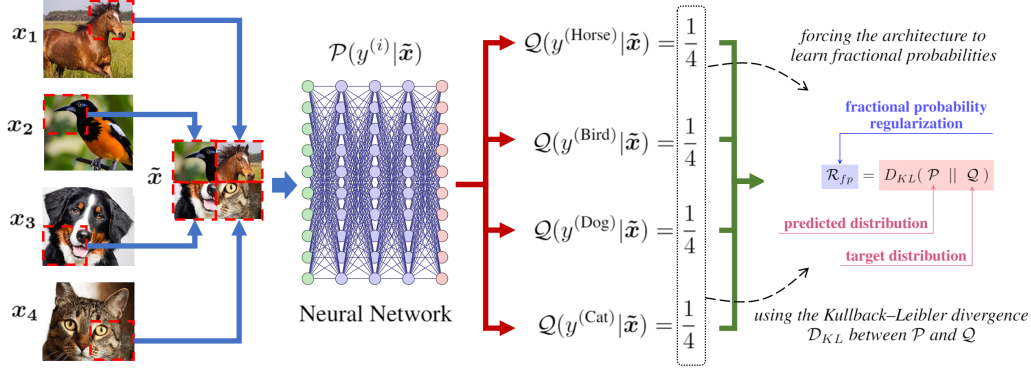 x₁
x₂
x₃
x₄
x̃
𝒫(y⁽ⁱ⁾|x̃)
Neural Network
𝒬(y^(Horse)|x̃) = 1/4
𝒬(y^(Bird)|x̃) = 1/4
𝒬(y^(Dog)|x̃) = 1/4
𝒬(y^(Cat)|x̃) = 1/4
forcing the architecture to
learn fractional probabilities
fractional probability
regularization
ℛ_fp = D_KL( 𝒫 || 𝒬 )
predicted distribution
target distribution
using the Kullback–Leibler divergence
𝒟_KL between 𝒫 and 𝒬